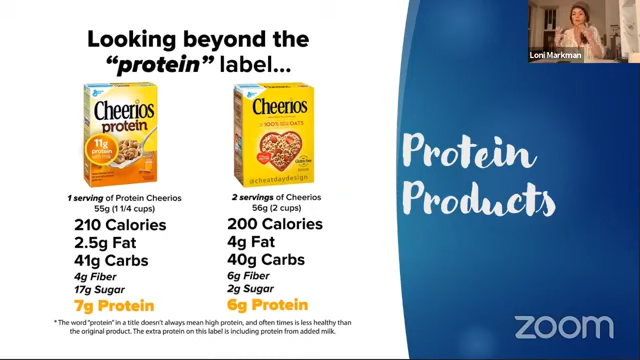 Looking beyond the
"protein" label...
Cheerios
protein
11g
protein
Cheerios
100%
OATS
@cheatdaydesign
1 serving of Protein Cheerios
55g (1 1/4 cups)
210 Calories
2.5g Fat
41g Carbs
4g Fiber
17g Sugar
7g Protein
2 servings of Cheerios
56g (2 cups)
200 Calories
4g Fat
40g Carbs
6g Fiber
2g Sugar
6g Protein
* The word "protein" in a title doesn't always mean high protein, and often times is less healthy than
the original product. The extra protein on this label is including protein from added milk.
Protein
Products
Loni Markman
zoom